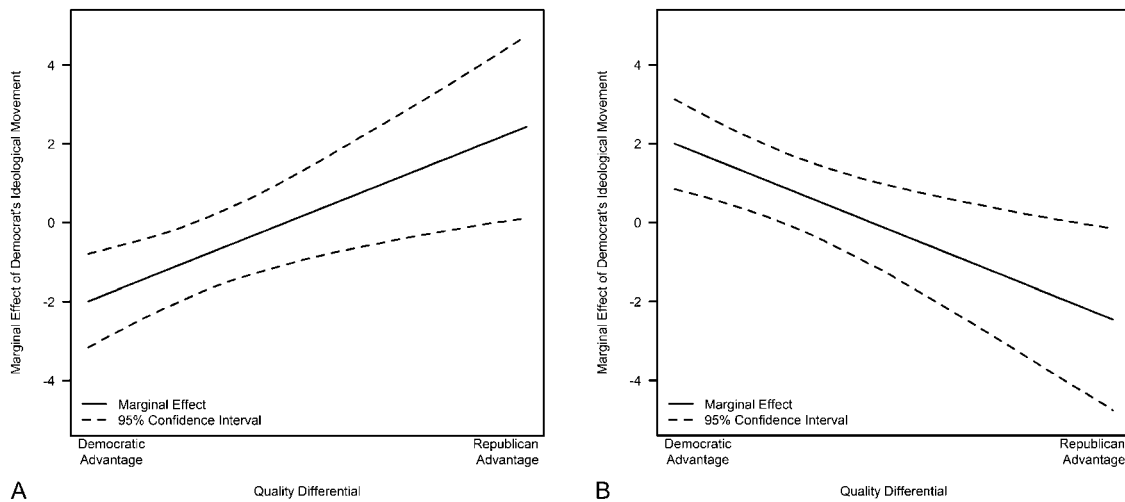 Marginal Effect of Democrat's Ideological Movement
4
2
0
-2
-4
Marginal Effect
95% Confidence Interval
Democratic
Advantage
Republican
Advantage
Quality Differential
A
Marginal Effect of Democrat's Ideological Movement
4
2
0
-2
-4
Marginal Effect
95% Confidence Interval
Democratic
Advantage
Republican
Advantage
Quality Differential
B